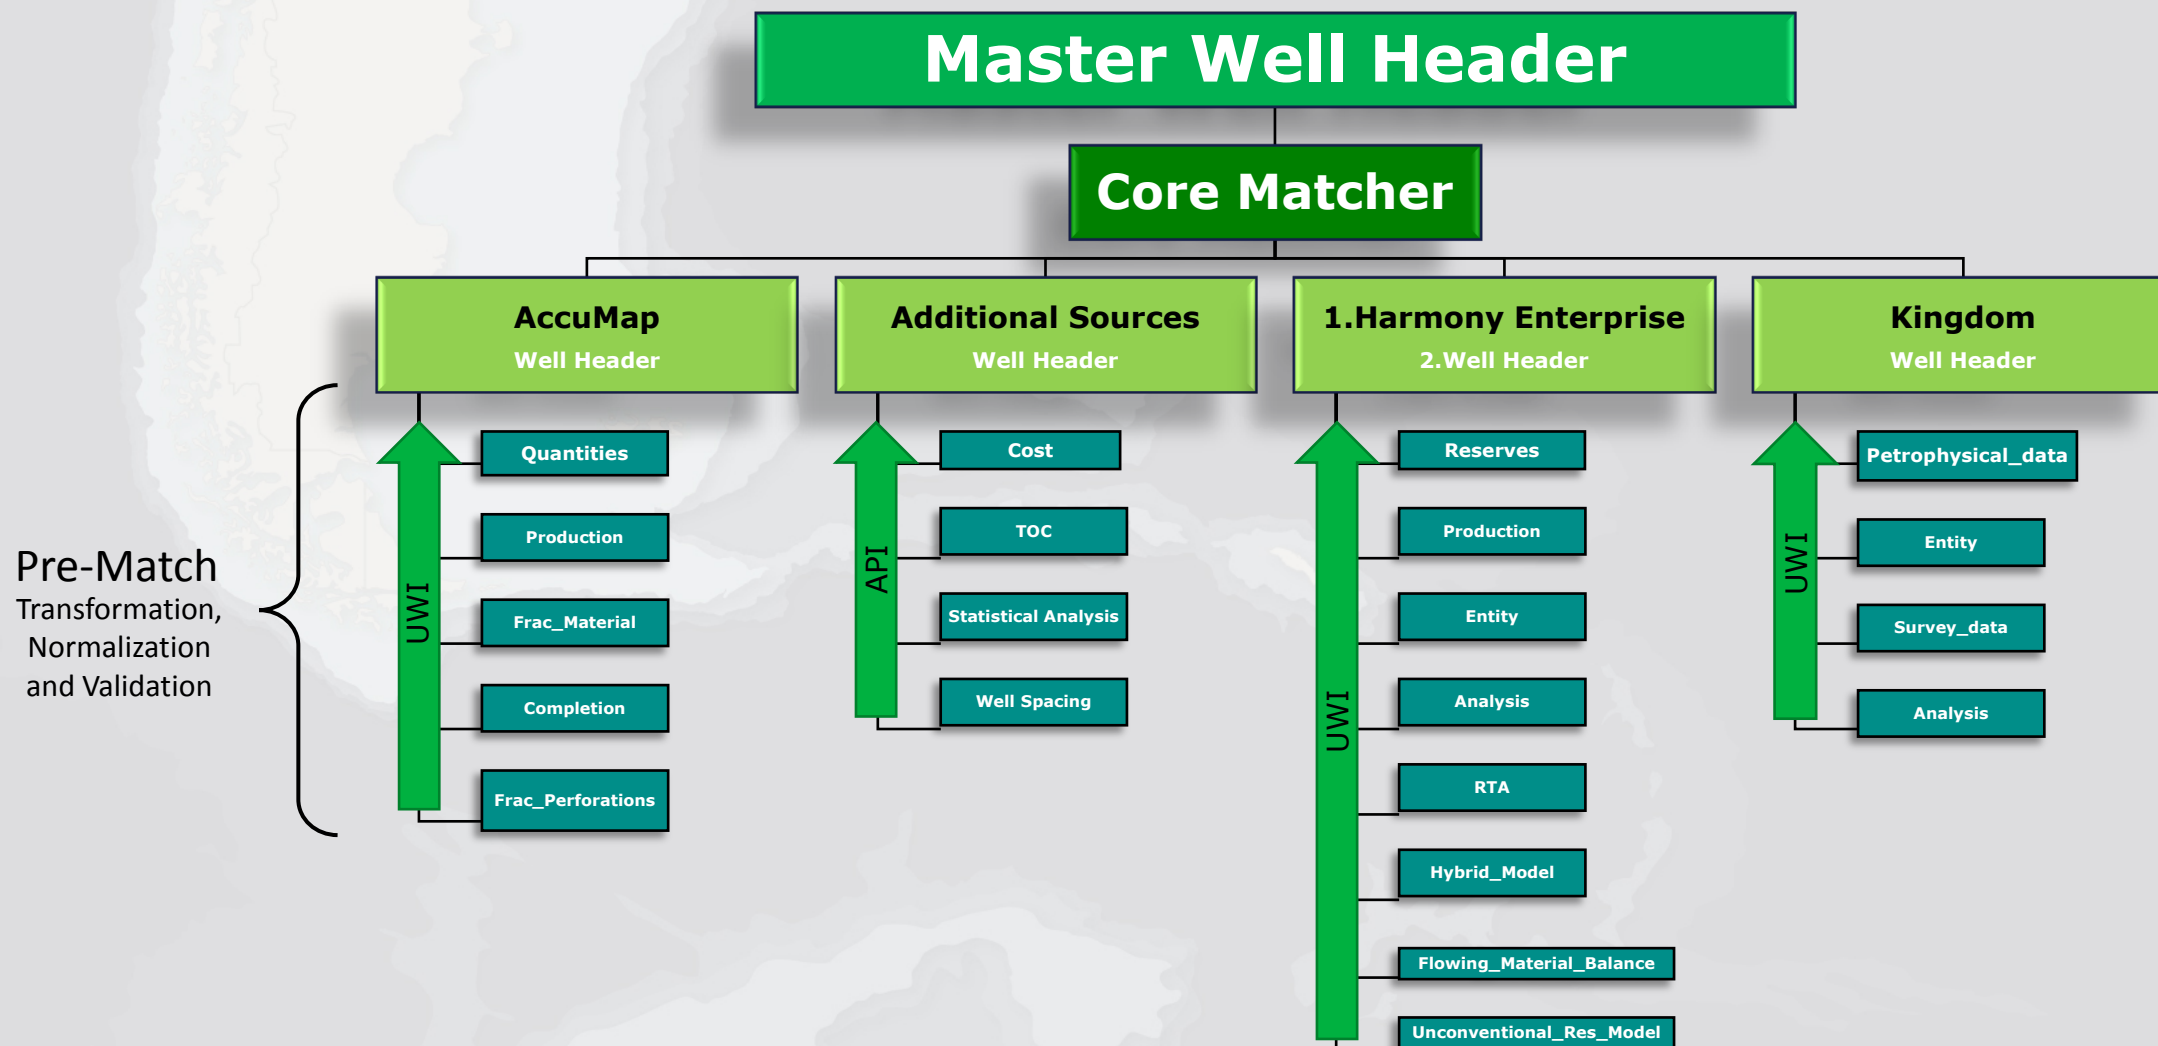 Master Well Header
Core Matcher
AccuMap
Well Header
Additional Sources
Well Header
1.Harmony Enterprise
2.Well Header
Kingdom
Well Header
Pre-Match
Transformation,
Normalization
and Validation
UWI
Quantities
Production
Frac_Material
Completion
Frac_Perforations
API
Cost
TOC
Statistical Analysis
Well Spacing
UWI
Reserves
Production
Entity
Analysis
RTA
Hybrid_Model
Flowing_Material_Balance
Unconventional_Res_Model
UWI
Petrophysical_data
Entity
Survey_data
Analysis